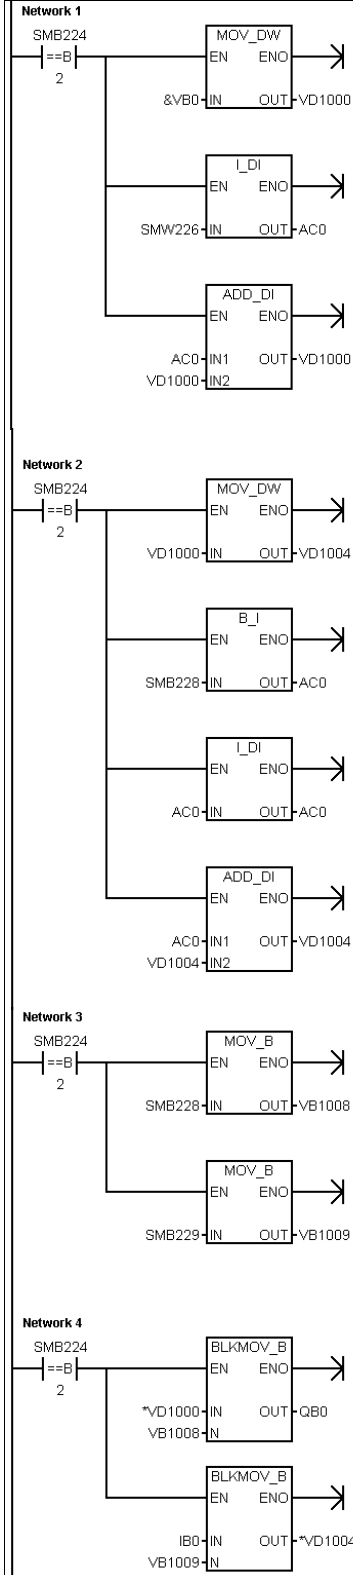 Network 1
SMB224
==B
2
MOV_DW
EN ENO
&VB0 IN OUT VD1000
I_DI
EN ENO
SMW226 IN OUT AC0
ADD_DI
EN ENO
AC0 IN1 OUT VD1000
VD1000 IN2
Network 2
SMB224
==B
2
MOV_DW
EN ENO
VD1000 IN OUT VD1004
B_I
EN ENO
SMB228 IN OUT AC0
I_DI
EN ENO
AC0 IN OUT AC0
ADD_DI
EN ENO
AC0 IN1 OUT VD1004
VD1004 IN2
Network 3
SMB224
==B
2
MOV_B
EN ENO
SMB228 IN OUT VB1008
MOV_B
EN ENO
SMB229 IN OUT VB1009
Network 4
SMB224
==B
2
BLKMOV_B
EN ENO
*VD1000 IN OUT QB0
VB1008 N
BLKMOV_B
EN ENO
IB0 IN OUT *VD1004
VB1009 N